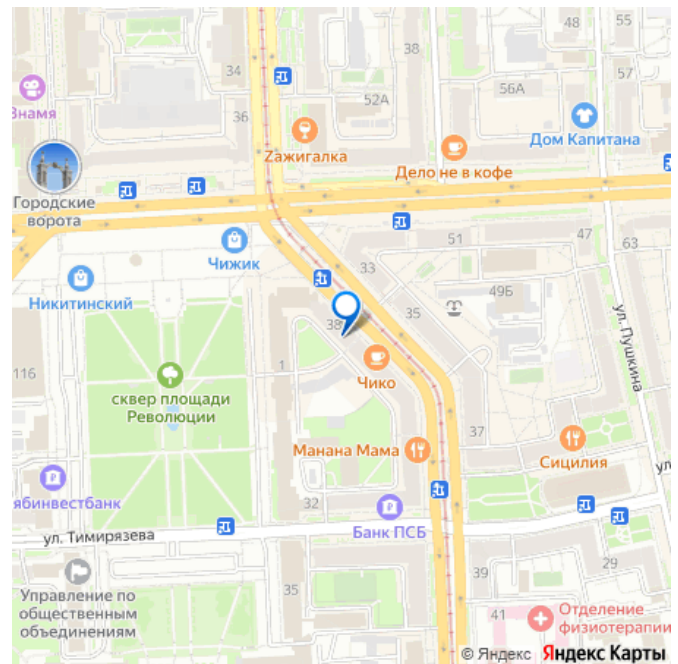 48
38
55
34
57
52А
56А
Знамя
36
Дом Капитана
Zажигалка
Дело не в кофе
Городские
ворота
51
47
63
Чижик
33
49Б
Никитинский
35
38
ул. Пушкина
1
116
Чико
сквер площади
Революции
37
Манана Мама
Сицилия
ябинвестбанк
32
Банк ПСБ
ул. Тимирязева
29
Управление по
общественным
объединениям
35
39
41
Отделение
физиотерапии
© Яндекс Яндекс Карты